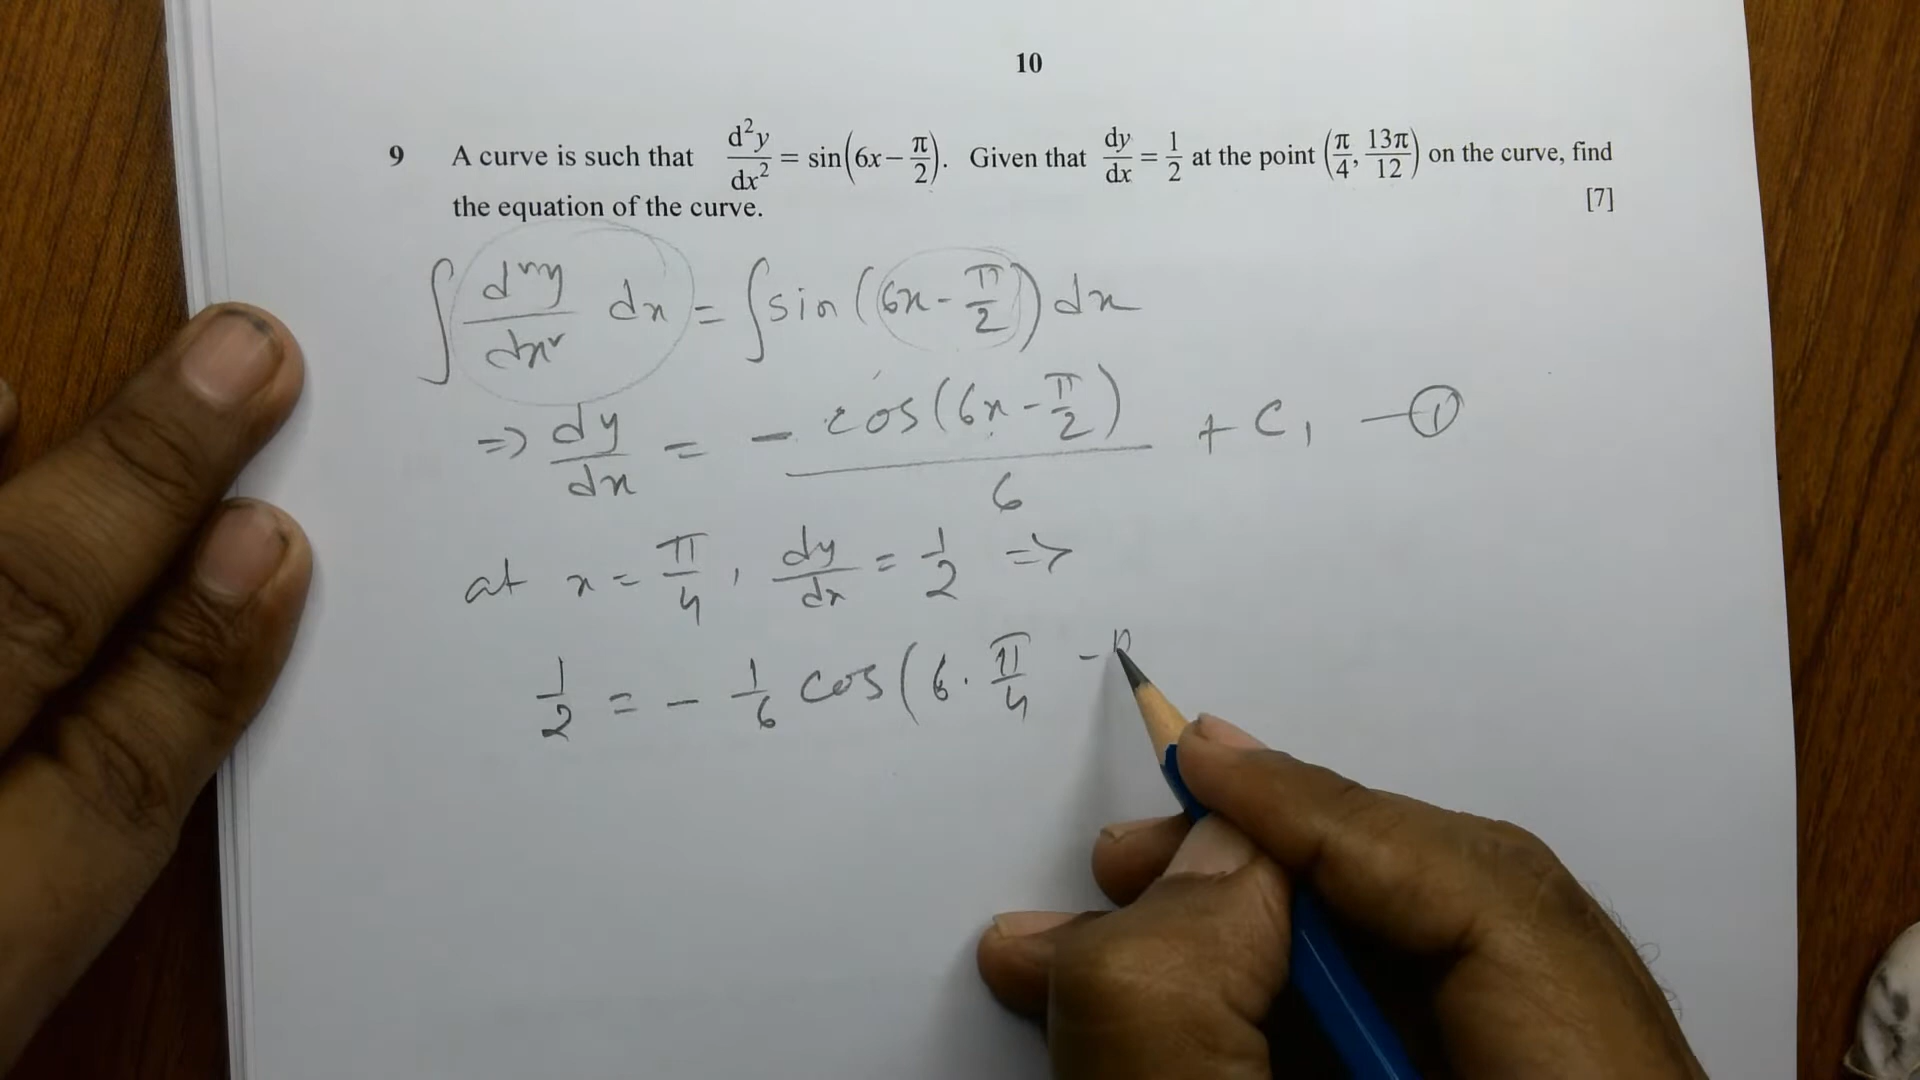 10
9 A curve is such that d²y/dx² = sin(6x − π/2). Given that dy/dx = 1/2 at the point (π/4, 13π/12) on the curve, find
the equation of the curve. [7]
∫ d²y/dx² dx = ∫ sin (6x − π/2) dx
⇒ dy/dx = − cos(6x − π/2)/6 + C₁ — ①
at x = π/4, dy/dx = 1/2 ⇒
1/2 = − 1/6 cos(6 · π/4 −